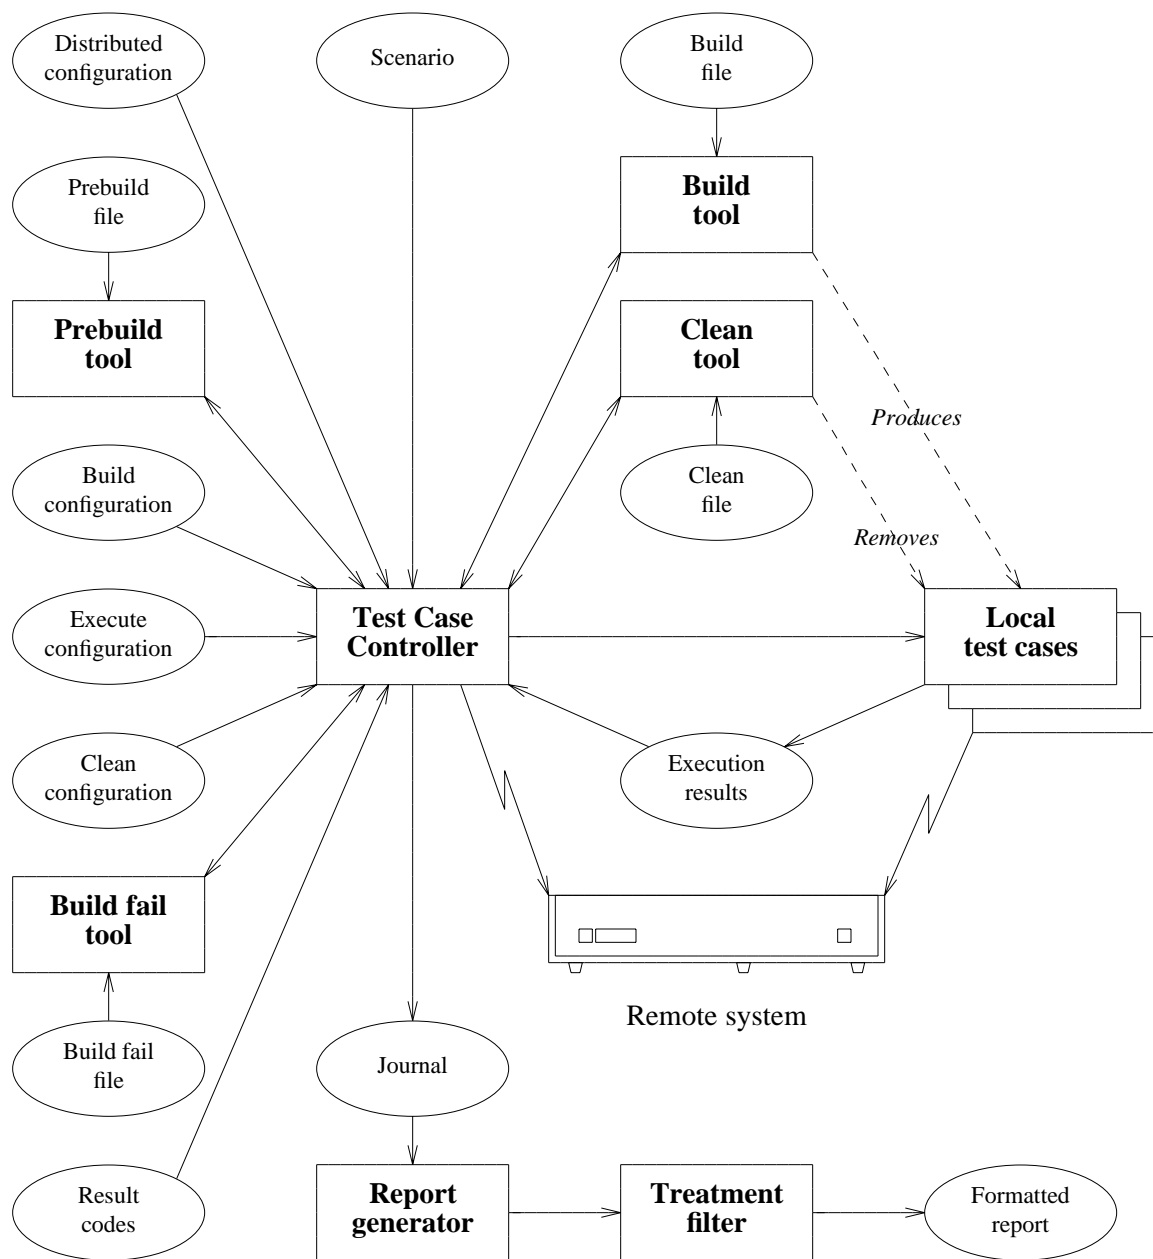 Distributed
configuration
Scenario
Build
file
Prebuild
file
Build
tool
Prebuild
tool
Clean
tool
Produces
Build
configuration
Clean
file
Removes
Execute
configuration
Test Case
Controller
Local
test cases
Clean
configuration
Execution
results
Build fail
tool
Remote system
Build fail
file
Journal
Result
codes
Report
generator
Treatment
filter
Formatted
report